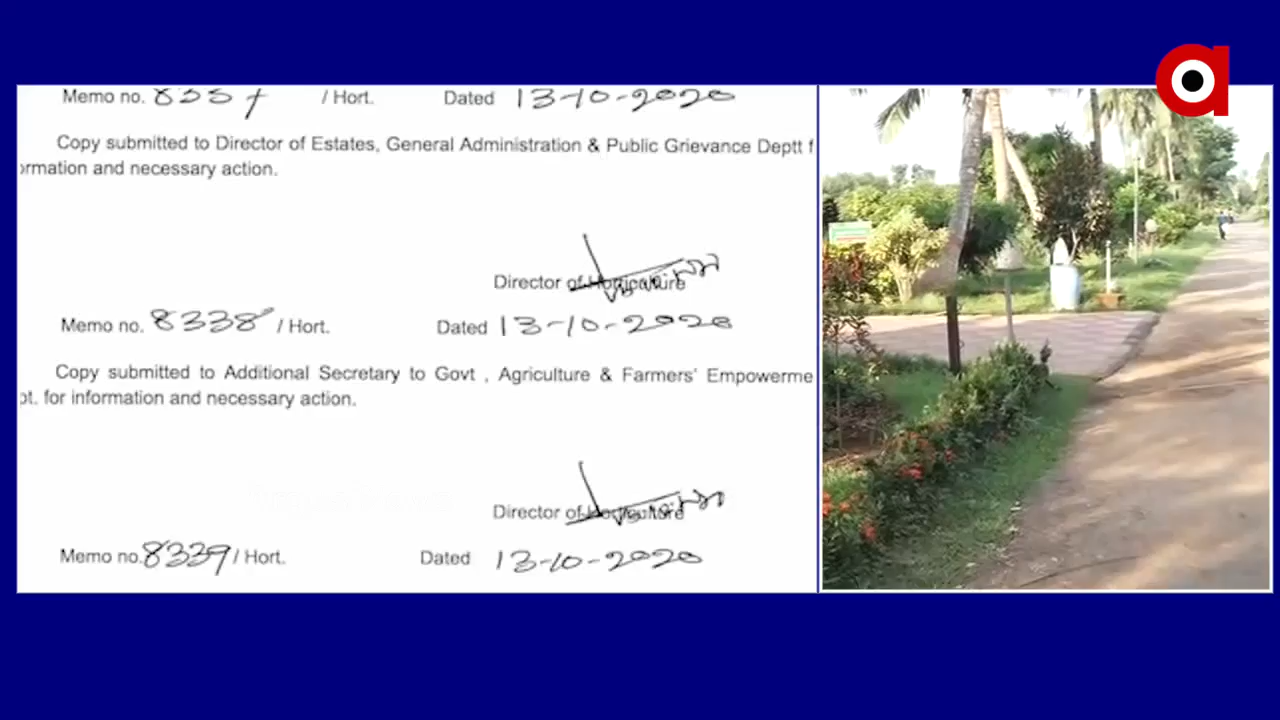 Memo no. 8337 / Hort. Dated 13-10-2020
Copy submitted to Director of Estates, General Administration & Public Grievance Deptt f
ormation and necessary action.
Director of Horticulture
Memo no. 8338 / Hort. Dated 13-10-2020
Copy submitted to Additional Secretary to Govt , Agriculture & Farmers' Empowerme
pt. for information and necessary action.
Director of Horticulture
Memo no. 8339 / Hort. Dated 13-10-2020